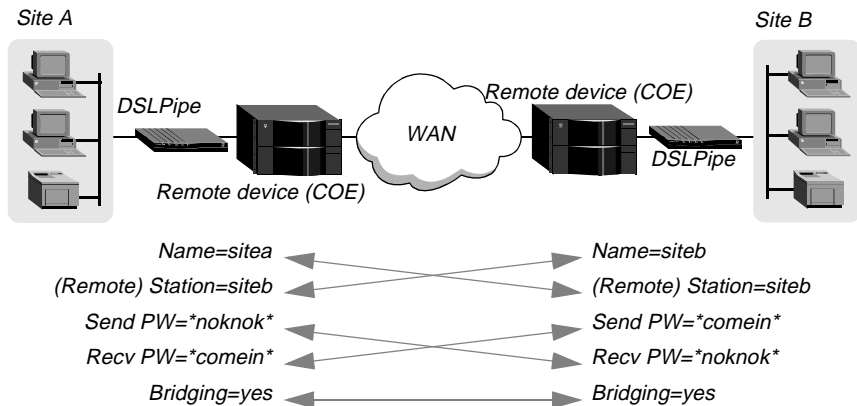 Site A
Site B
DSLPipe
Remote device (COE)
WAN
Remote device (COE)
DSLPipe
Name=sitea
Name=siteb
(Remote) Station=siteb
(Remote) Station=siteb
Send PW=*noknok*
Send PW=*comein*
Recv PW=*comein*
Recv PW=*noknok*
Bridging=yes
Bridging=yes